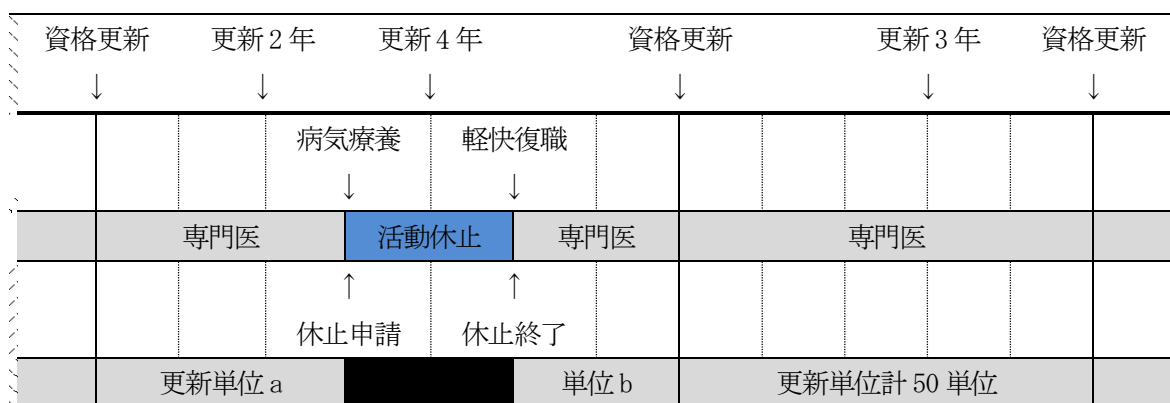 資格更新 更新2年 更新4年 資格更新 更新3年 資格更新
↓ ↓ ↓ ↓ ↓ ↓
病気療養 軽快復職
↓ ↓
専門医 活動休止 専門医 専門医
↑ ↑
休止申請 休止終了
更新単位a 単位b 更新単位計50単位